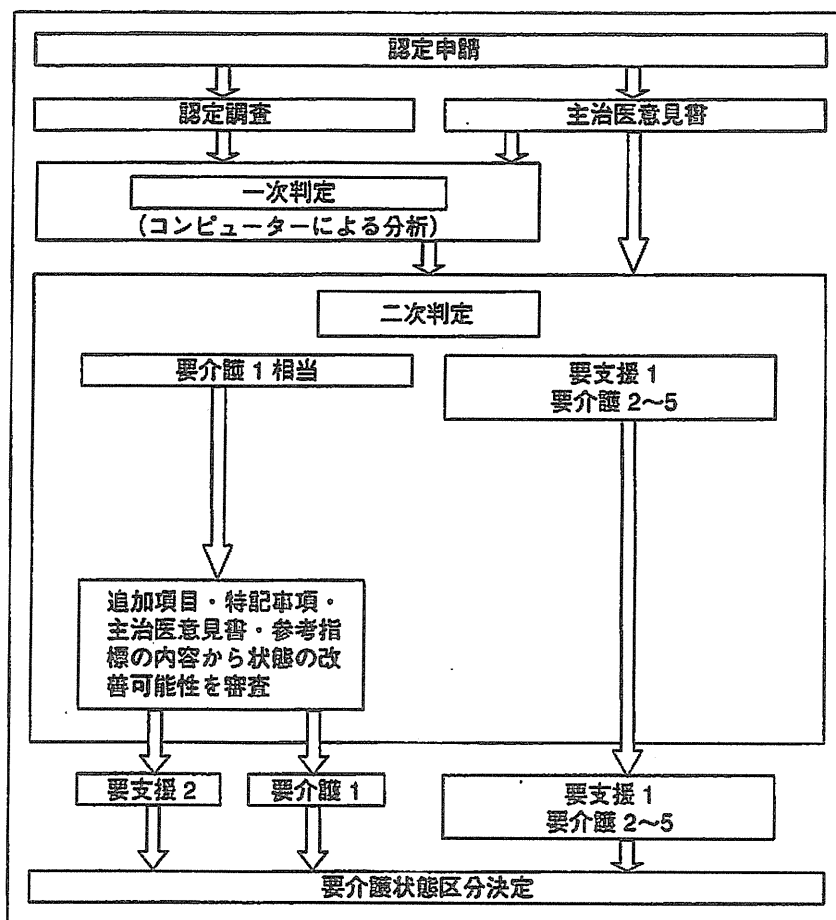 認定申請
認定調査
主治医意見書
一次判定
(コンピューターによる分析)
二次判定
要介護1相当
要支援1
要介護2～5
追加項目・特記事項・
主治医意見書・参考指
標の内容から状態の改
善可能性を審査
要支援2
要介護1
要支援1
要介護2～5
要介護状態区分決定